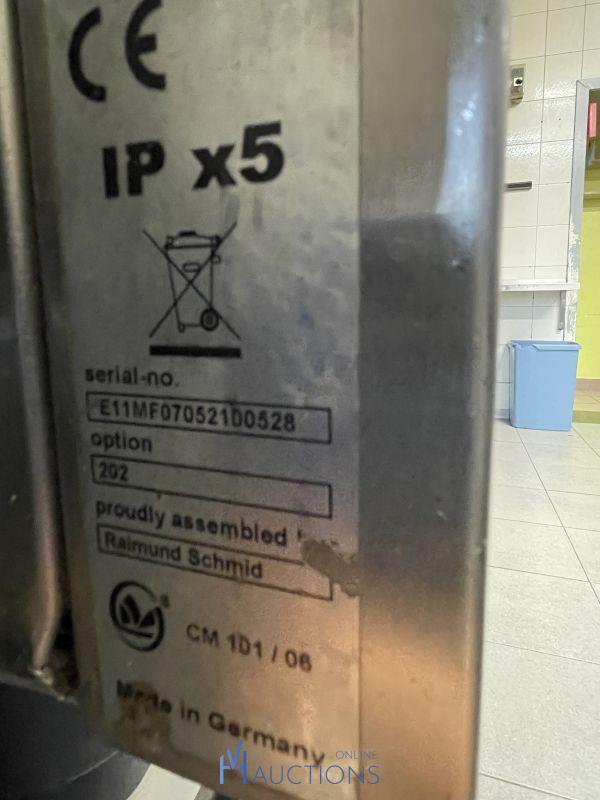 CE
IP x5
serial-no.
E11MF07052100528
option
202
proudly assembled
Raimund Schmid
®
CM 101 / 06
Made in Germany
ONLINE
AUCTIONS